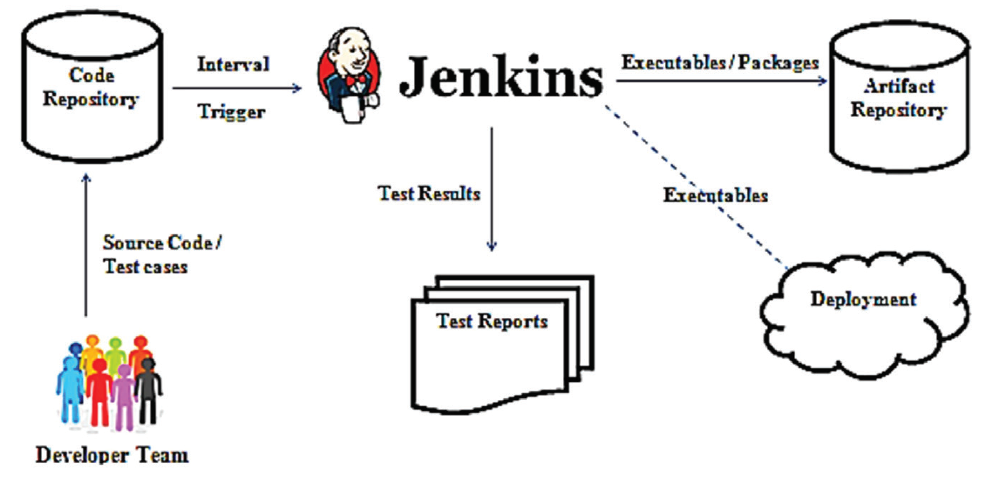 Code
Repository
Interval
Trigger
Jenkins
Executables / Packages
Artifact
Repository
Test Results
Executables
Source Code /
Test cases
Test Reports
Deployment
Developer Team